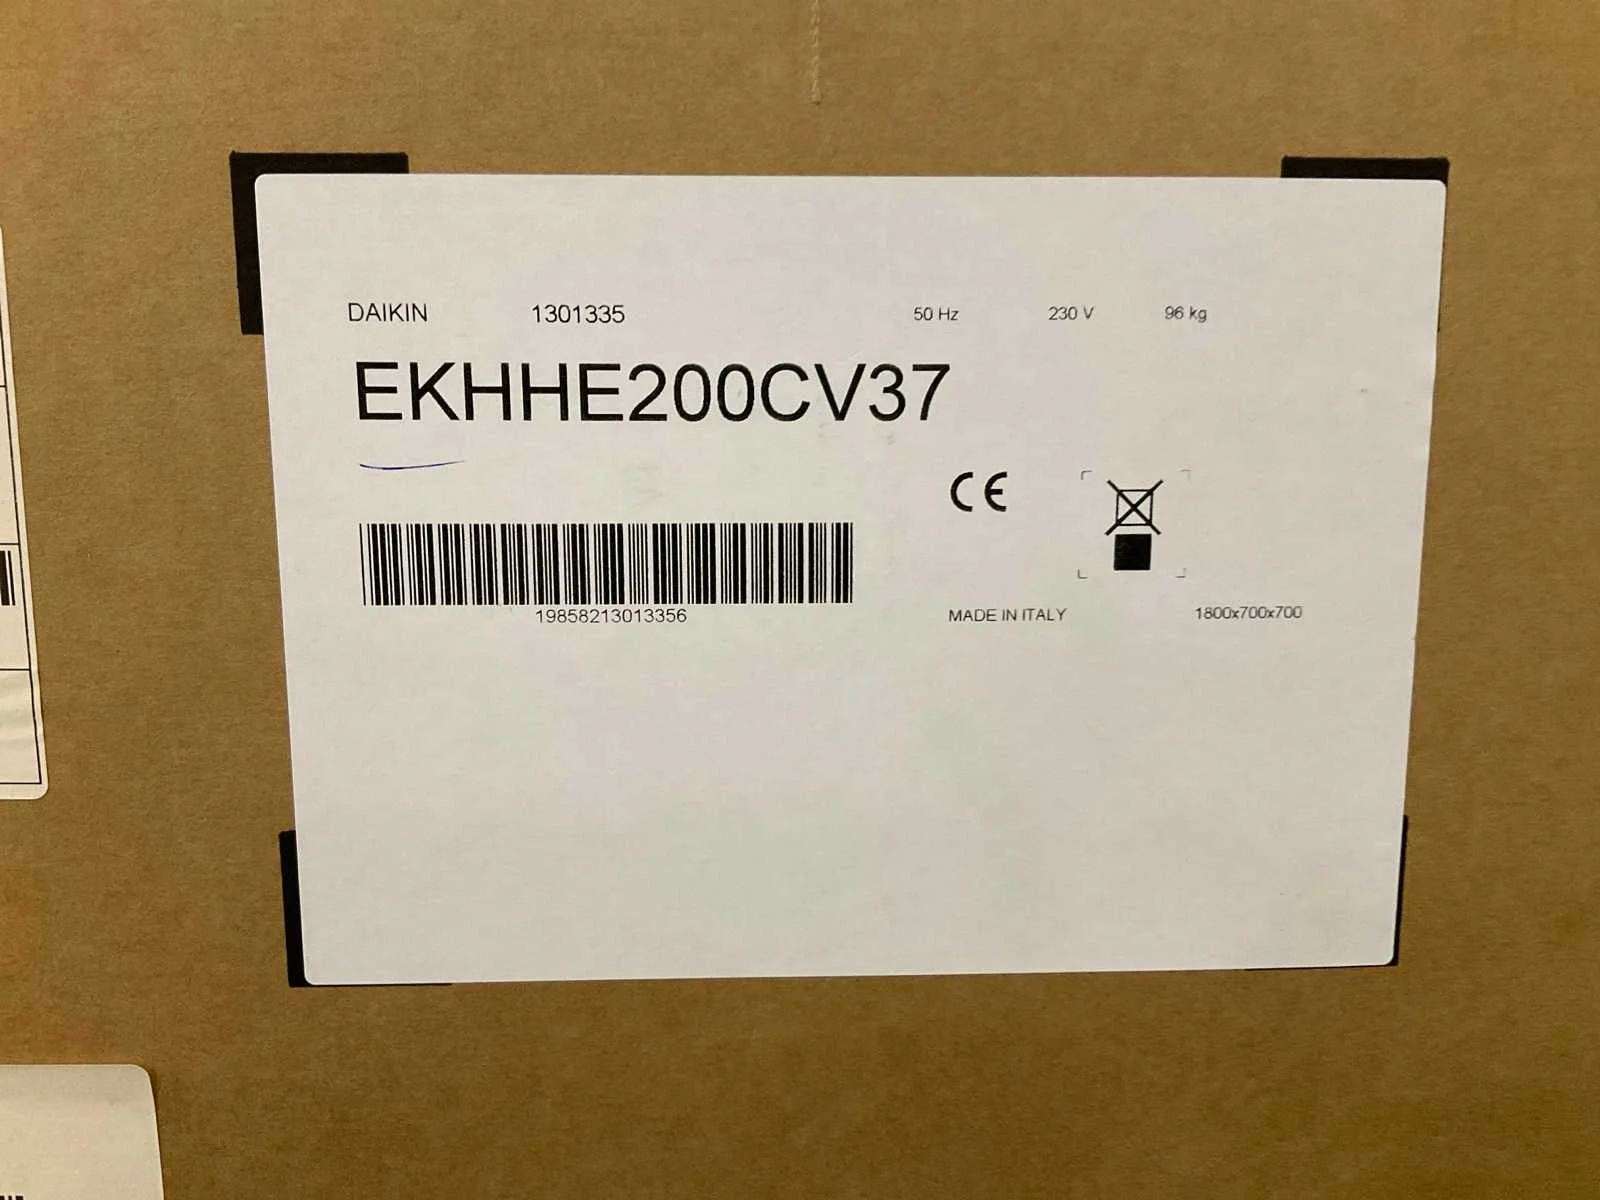 DAIKIN 1301335 50 Hz 230 V 96 kg
EKHHE200CV37
CE
19858213013356
MADE IN ITALY 1800x700x700